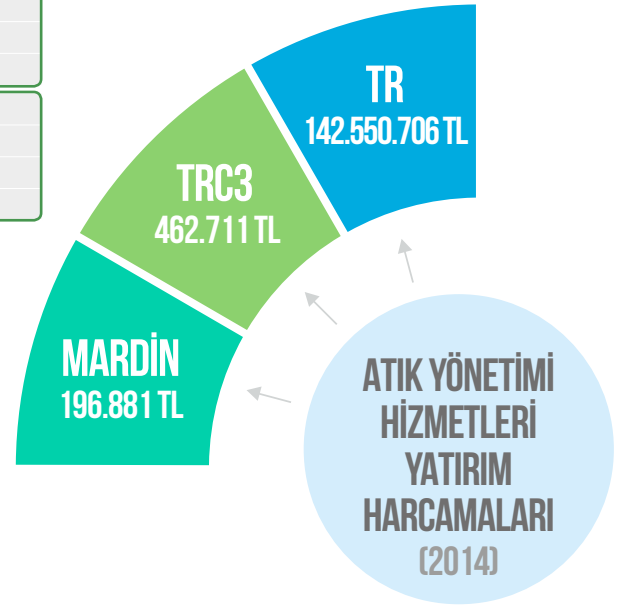 TR
142.550.706 TL
TRC3
462.711 TL
MARDİN
196.881 TL
ATIK YÖNETİMİ
HİZMETLERİ
YATIRIM
HARCAMALARI
(2014)